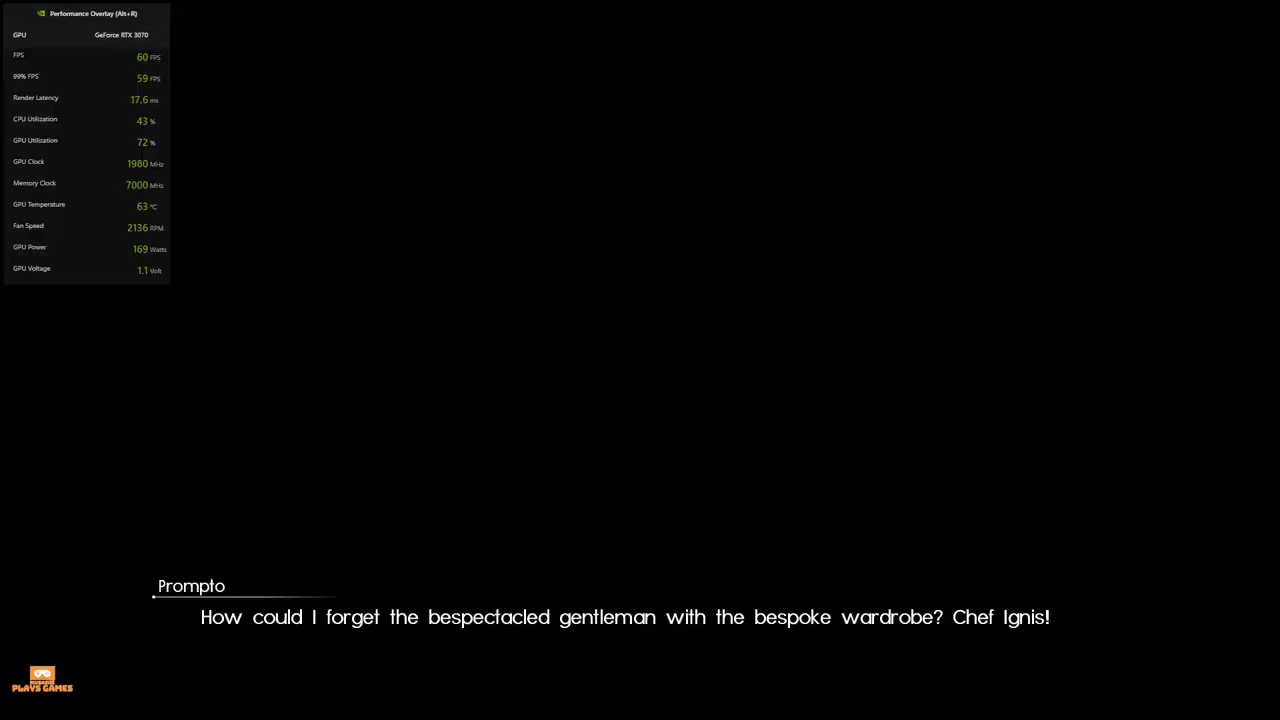 Performance Overlay (Alt+R)
GPU GeForce RTX 3070
FPS 60 FPS
99% FPS 59 FPS
Render Latency 17.6 ms
CPU Utilization 43 %
GPU Utilization 72 %
GPU Clock 1980 MHz
Memory Clock 7000 MHz
GPU Temperature 63 °C
Fan Speed 2136 RPM
GPU Power 169 Watts
GPU Voltage 1.1 Volt
Prompto
How could I forget the bespectacled gentleman with the bespoke wardrobe? Chef Ignis!
PLAYS GAMES